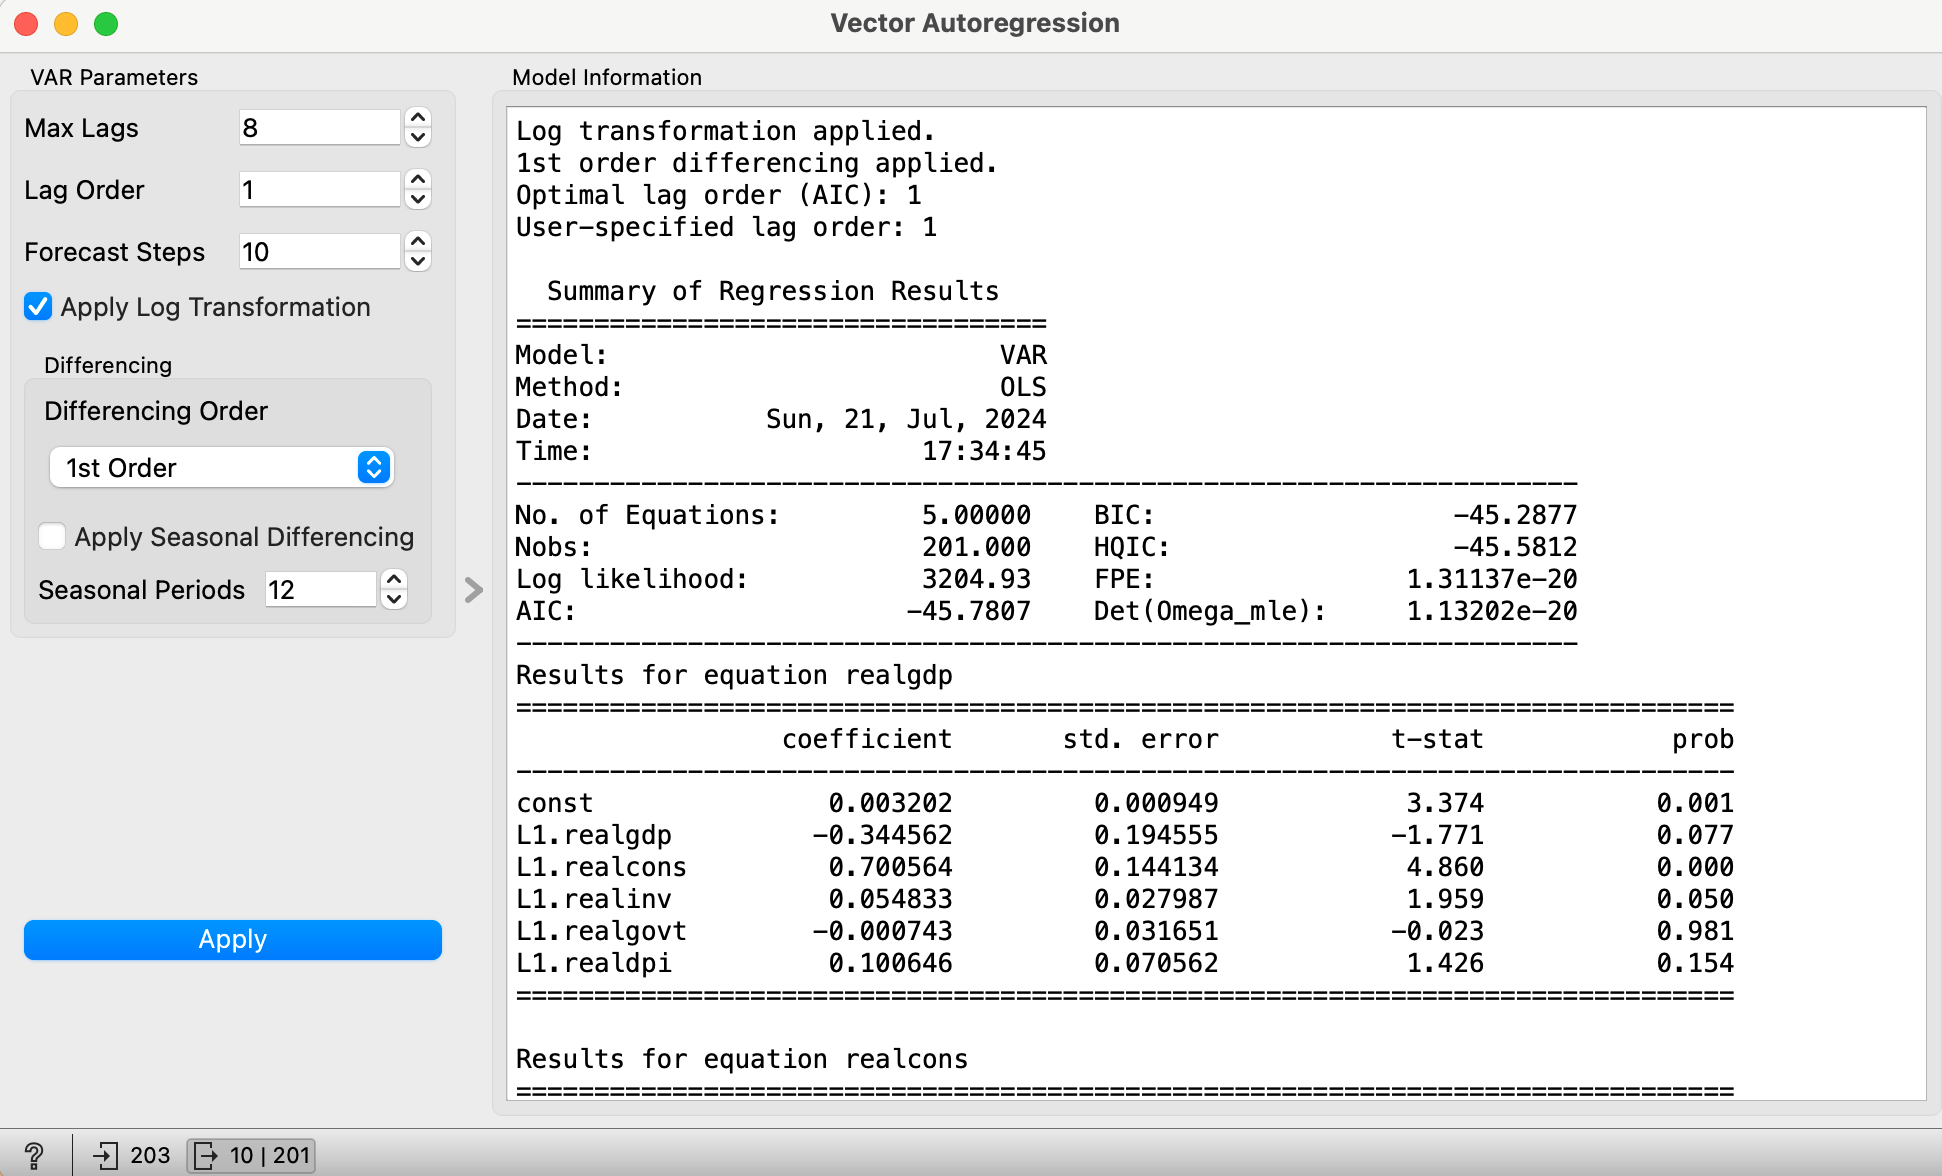 Vector Autoregression
VAR Parameters
Max Lags 8
Lag Order 1
Forecast Steps 10
Apply Log Transformation
Differencing
Differencing Order
1st Order
Apply Seasonal Differencing
Seasonal Periods 12
Apply
Model Information
Log transformation applied.
1st order differencing applied.
Optimal lag order (AIC): 1
User-specified lag order: 1
Summary of Regression Results
==================================
Model: VAR
Method: OLS
Date: Sun, 21, Jul, 2024
Time: 17:34:45
--------------------------------------------------------------------
No. of Equations: 5.00000 BIC: -45.2877
Nobs: 201.000 HQIC: -45.5812
Log likelihood: 3204.93 FPE: 1.31137e-20
AIC: -45.7807 Det(Omega_mle): 1.13202e-20
--------------------------------------------------------------------
Results for equation realgdp
==============================================================================
coefficient std. error t-stat prob
------------------------------------------------------------------------------
const 0.003202 0.000949 3.374 0.001
L1.realgdp -0.344562 0.194555 -1.771 0.077
L1.realcons 0.700564 0.144134 4.860 0.000
L1.realinv 0.054833 0.027987 1.959 0.050
L1.realgovt -0.000743 0.031651 -0.023 0.981
L1.realdpi 0.100646 0.070562 1.426 0.154
==============================================================================
Results for equation realcons
==============================================================================
? 203 10 | 201